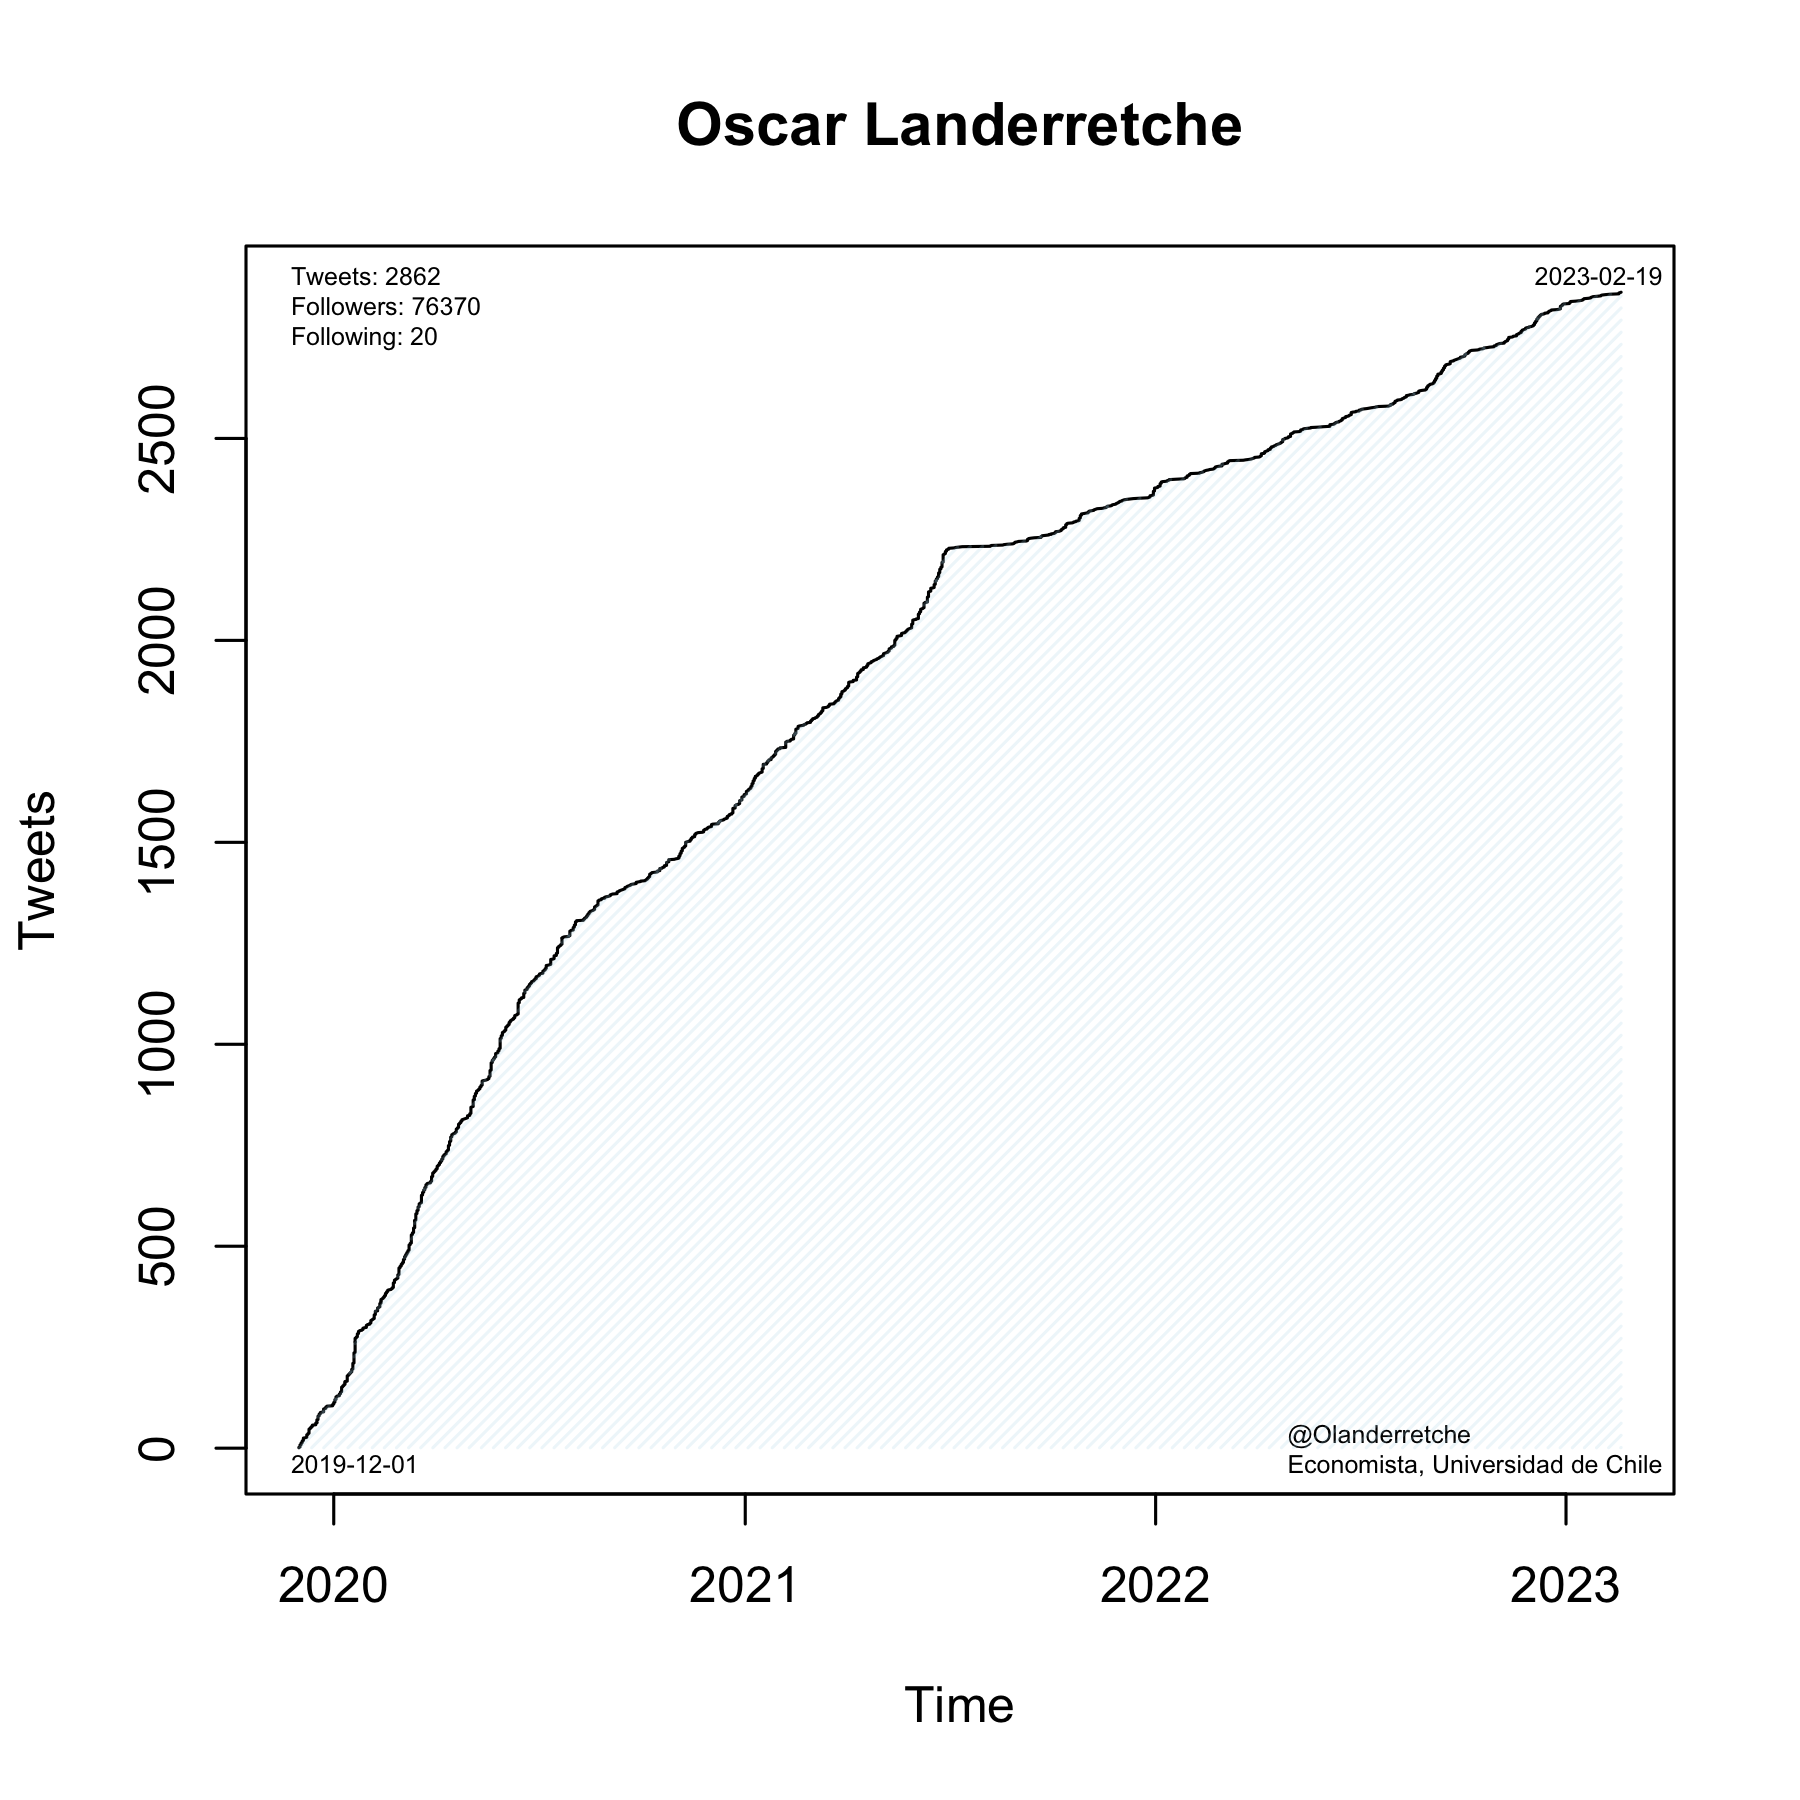 Oscar Landerretche
Tweets: 2862
Followers: 76370
Following: 20
2023-02-19
Tweets
2500
2000
1500
1000
500
0
2019-12-01
@Olanderretche
Economista, Universidad de Chile
2020 2021 2022 2023
Time